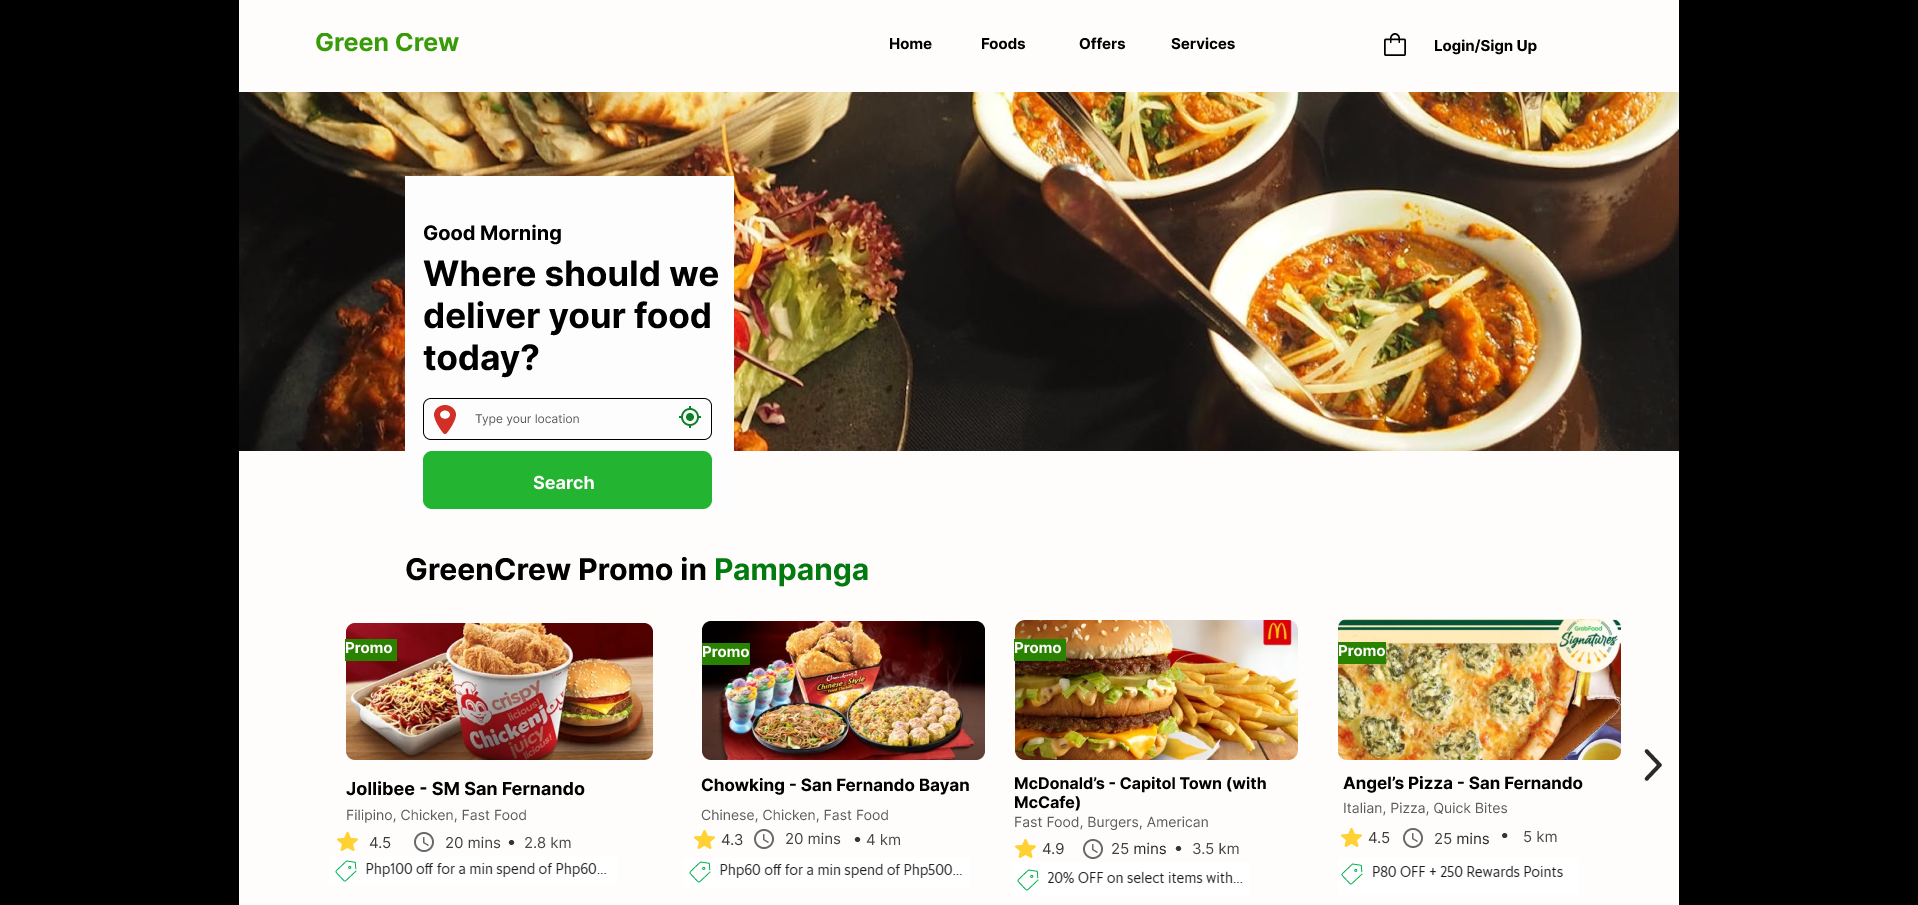 Green Crew
Home
Foods
Offers
Services
Login/Sign Up
Good Morning
Where should we
deliver your food
today?
Type your location
Search
GreenCrew Promo in Pampanga
Promo
crispy
licious!
Chickenj
juicy
licious!
Promo
Chowking
Chinese-Style
Promo
Promo
GrabFood
Signatures
Jollibee - SM San Fernando
Filipino, Chicken, Fast Food
4.5 20 mins • 2.8 km
Php100 off for a min spend of Php60...
Chowking - San Fernando Bayan
Chinese, Chicken, Fast Food
4.3 20 mins • 4 km
Php60 off for a min spend of Php500...
McDonald's - Capitol Town (with
McCafe)
Fast Food, Burgers, American
4.9 25 mins • 3.5 km
20% OFF on select items with...
Angel's Pizza - San Fernando
Italian, Pizza, Quick Bites
4.5 25 mins • 5 km
P80 OFF + 250 Rewards Points